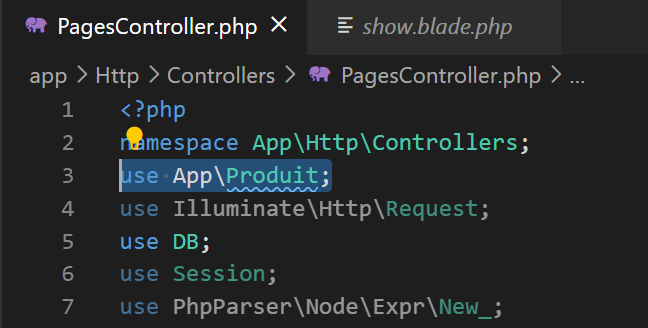 PagesController.php × show.blade.php
app > Http > Controllers > PagesController.php > ...
1 <?php
2 namespace App\Http\Controllers;
3 use App\Produit;
4 use Illuminate\Http\Request;
5 use DB;
6 use Session;
7 use PhpParser\Node\Expr\New_;